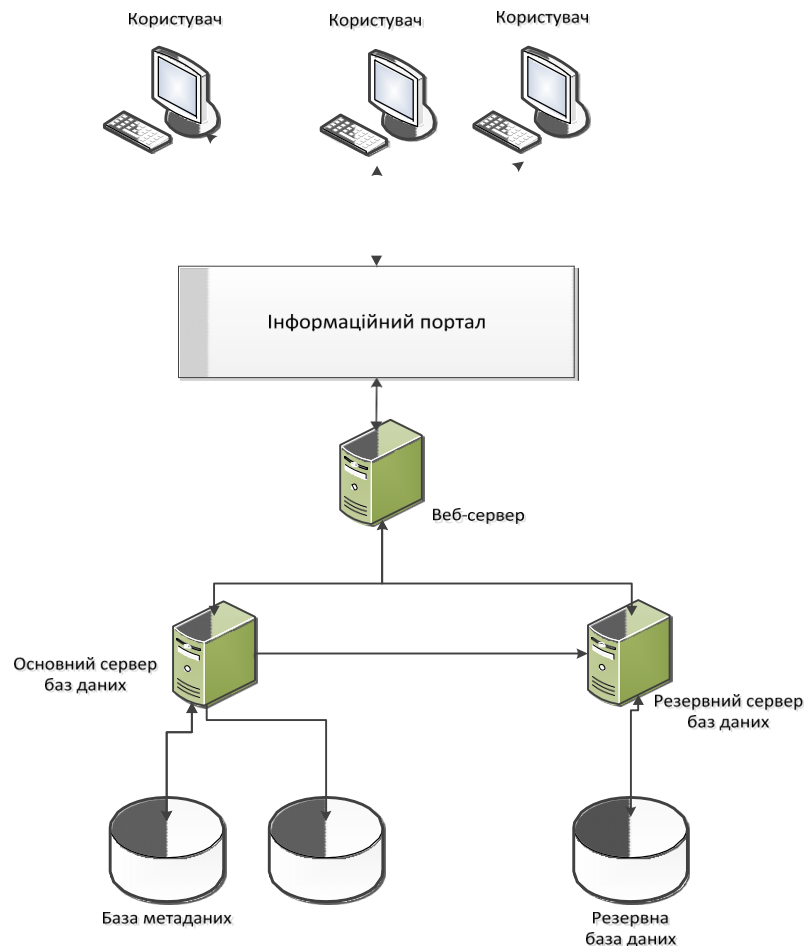 Користувач
Користувач
Користувач
Інформаційний портал
Веб-сервер
Основний сервер
баз даних
Резервний сервер
баз даних
База метаданих
Резервна
база даних